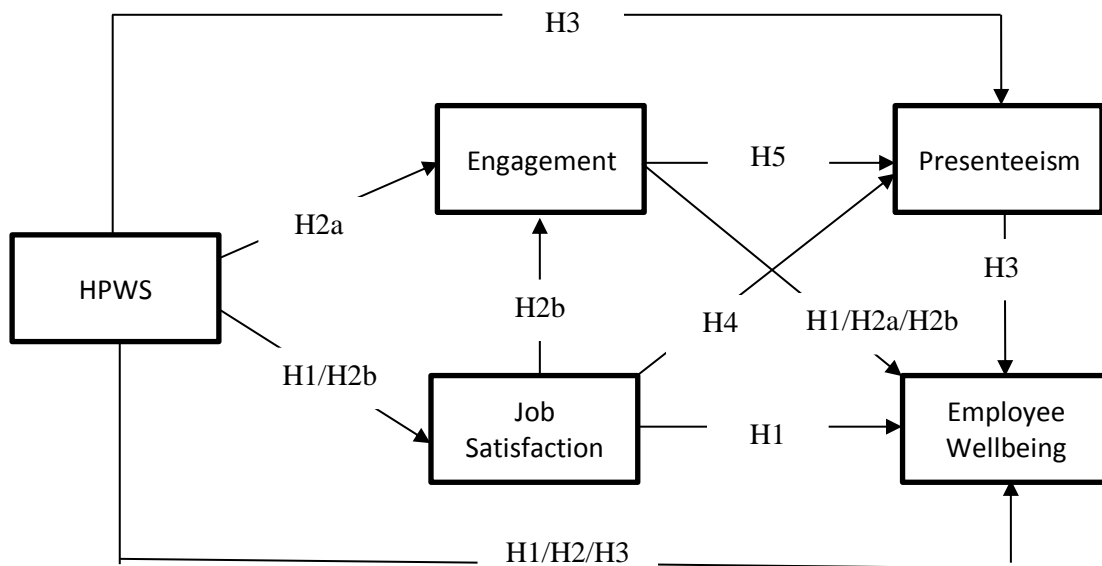 H3
Engagement
H5
Presenteeism
H2a
HPWS
H3
H2b
H4
H1/H2a/H2b
H1/H2b
Job
Satisfaction
H1
Employee
Wellbeing
H1/H2/H3